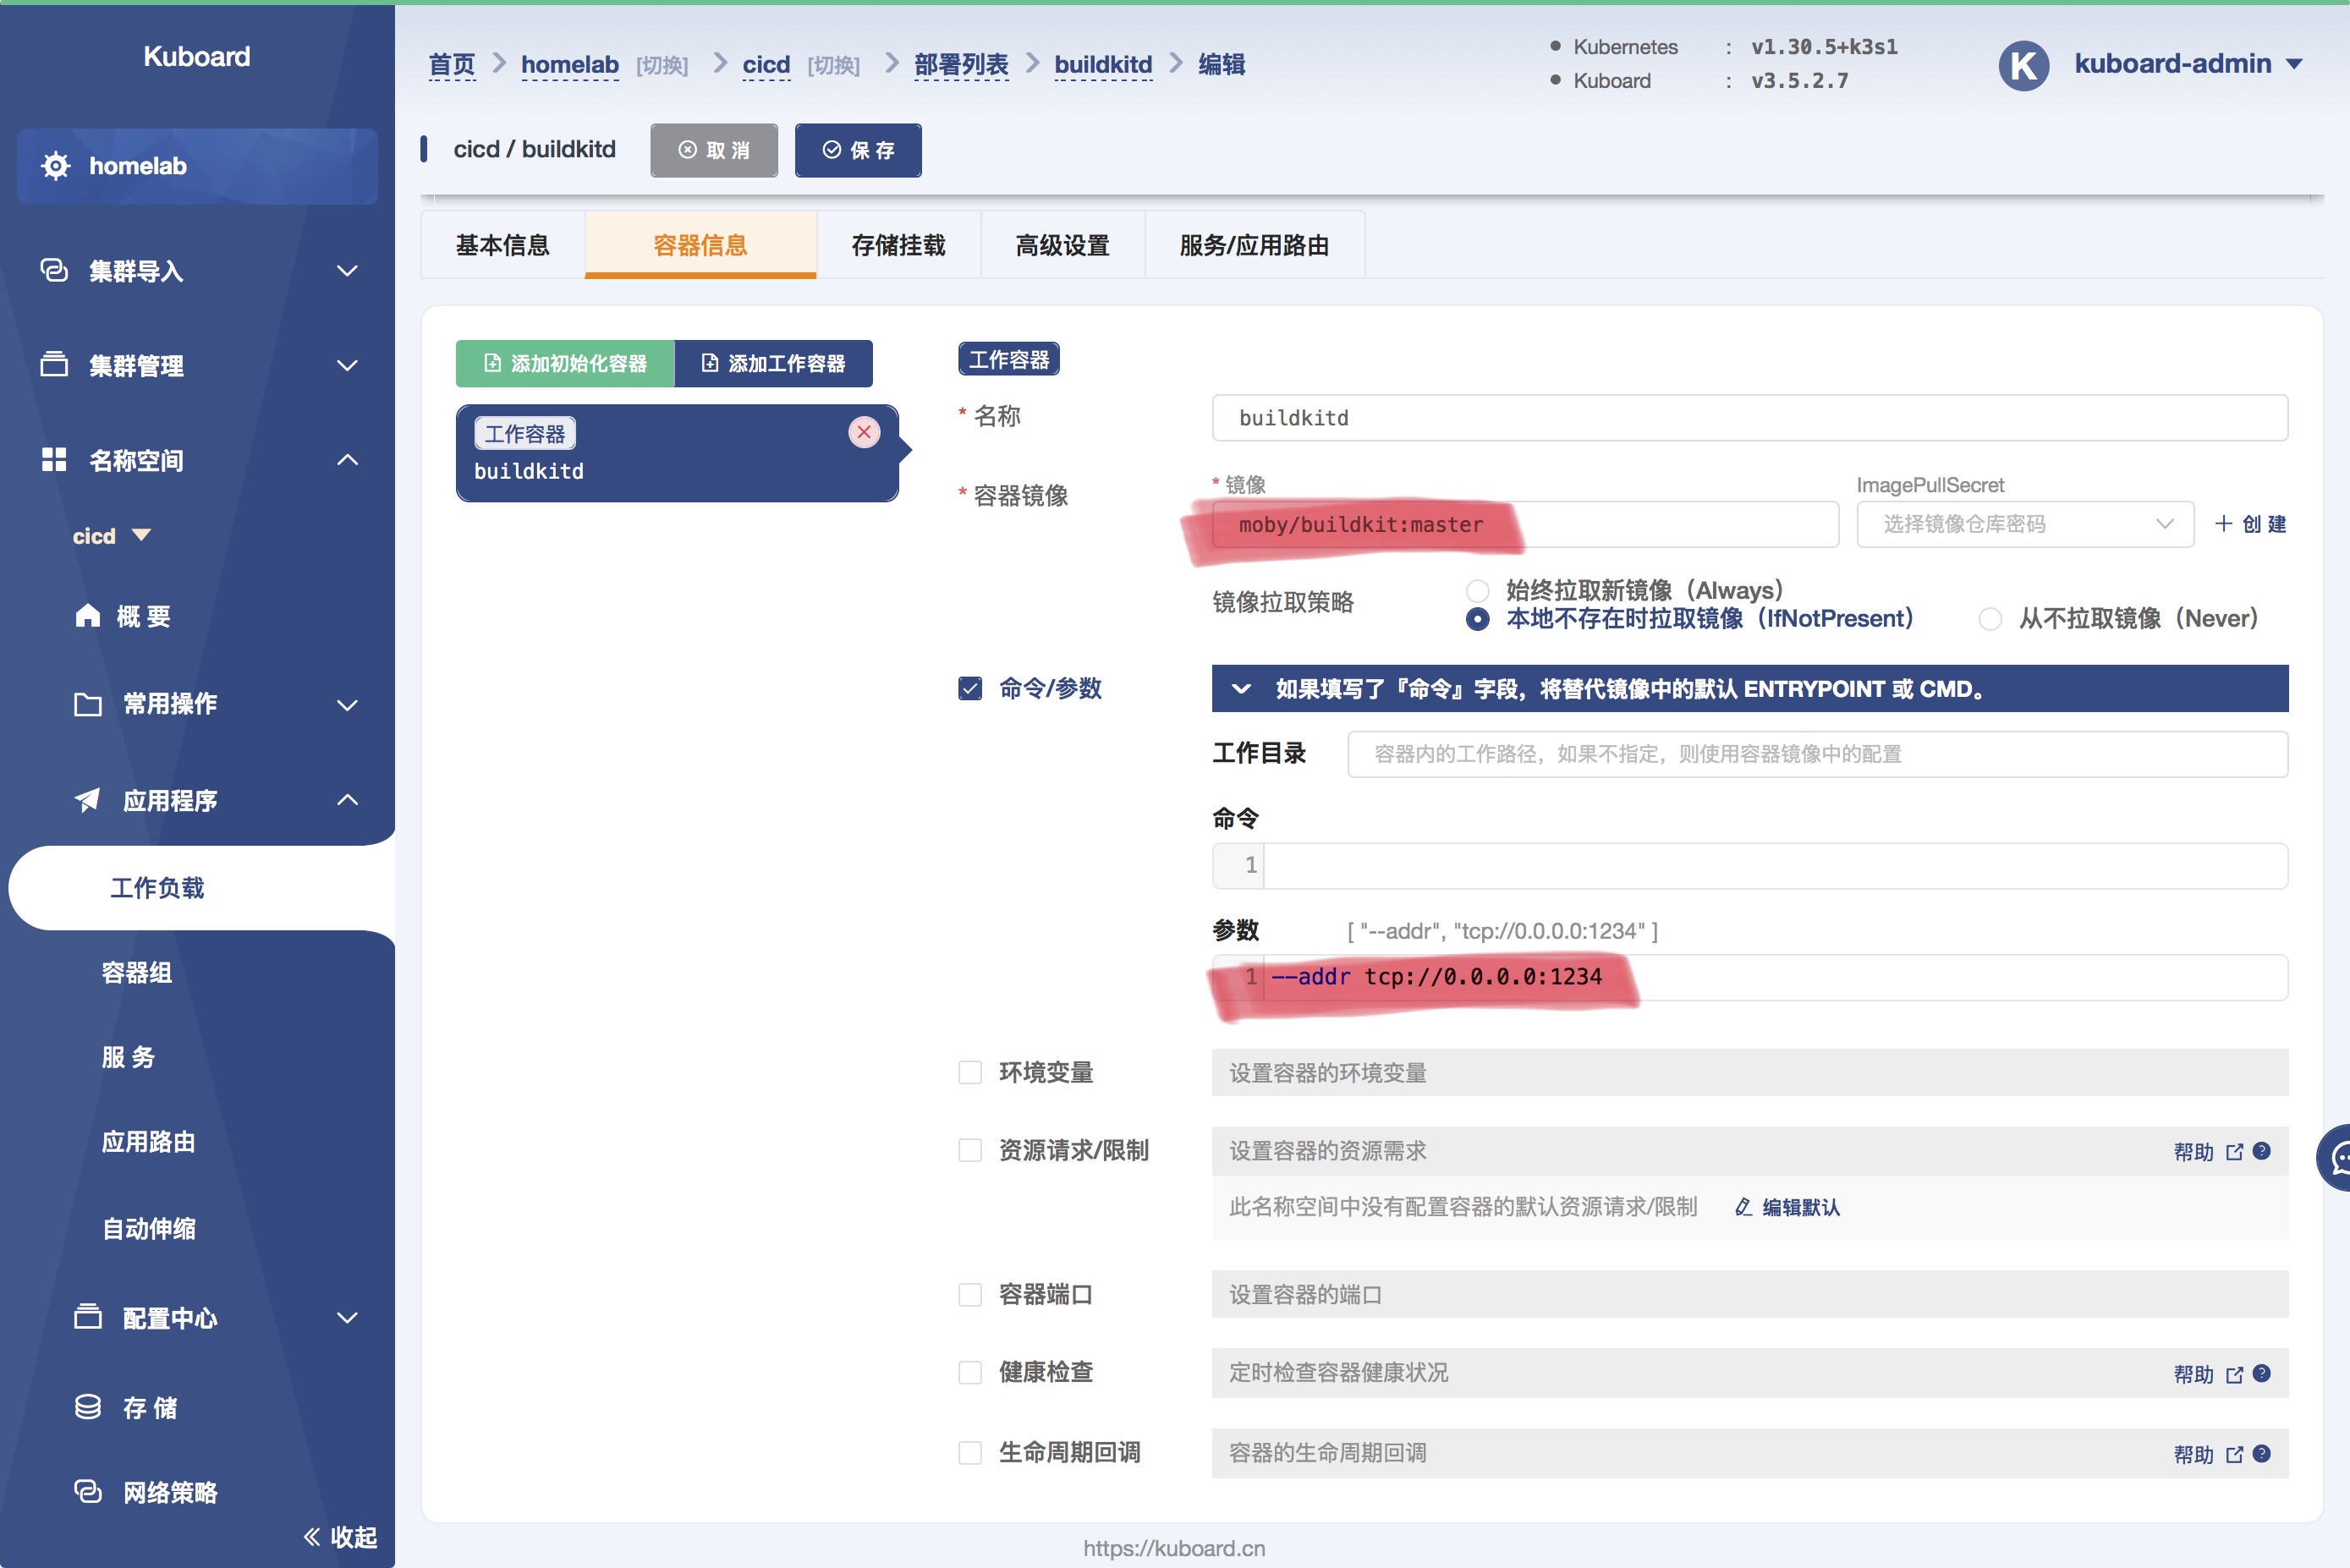 Kuboard
homelab
集群导入
集群管理
名称空间
cicd
概 要
常用操作
应用程序
工作负载
容器组
服 务
应用路由
自动伸缩
配置中心
存 储
网络策略
收起
首页 homelab [切换] cicd [切换] 部署列表 buildkitd 编辑
Kubernetes : v1.30.5+k3s1
Kuboard : v3.5.2.7
K kuboard-admin
cicd / buildkitd 取 消 保 存
基本信息 容器信息 存储挂载 高级设置 服务/应用路由
添加初始化容器 添加工作容器
工作容器
buildkitd
工作容器
* 名称 buildkitd
* 容器镜像
* 镜像 ImagePullSecret
moby/buildkit:master 选择镜像仓库密码 创 建
镜像拉取策略 始终拉取新镜像（Always）
本地不存在时拉取镜像（IfNotPresent） 从不拉取镜像（Never）
命令/参数 如果填写了『命令』字段，将替代镜像中的默认 ENTRYPOINT 或 CMD。
工作目录 容器内的工作路径，如果不指定，则使用容器镜像中的配置
命令
1
参数 [ "--addr", "tcp://0.0.0.0:1234" ]
1 --addr tcp://0.0.0.0:1234
环境变量 设置容器的环境变量
资源请求/限制 设置容器的资源需求 帮助
此名称空间中没有配置容器的默认资源请求/限制 编辑默认
容器端口 设置容器的端口
健康检查 定时检查容器健康状况 帮助
生命周期回调 容器的生命周期回调 帮助
https://kuboard.cn